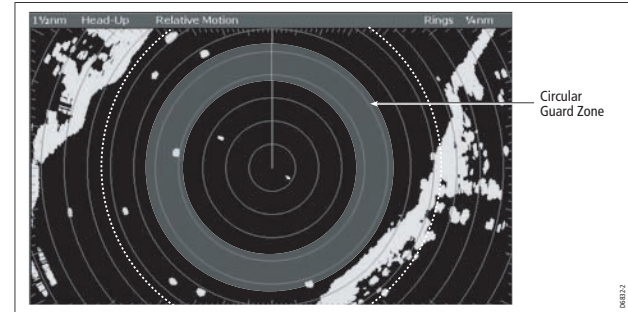 1½nm Head-Up Relative Motion Rings ¼nm
Circular
Guard Zone
D6832-2